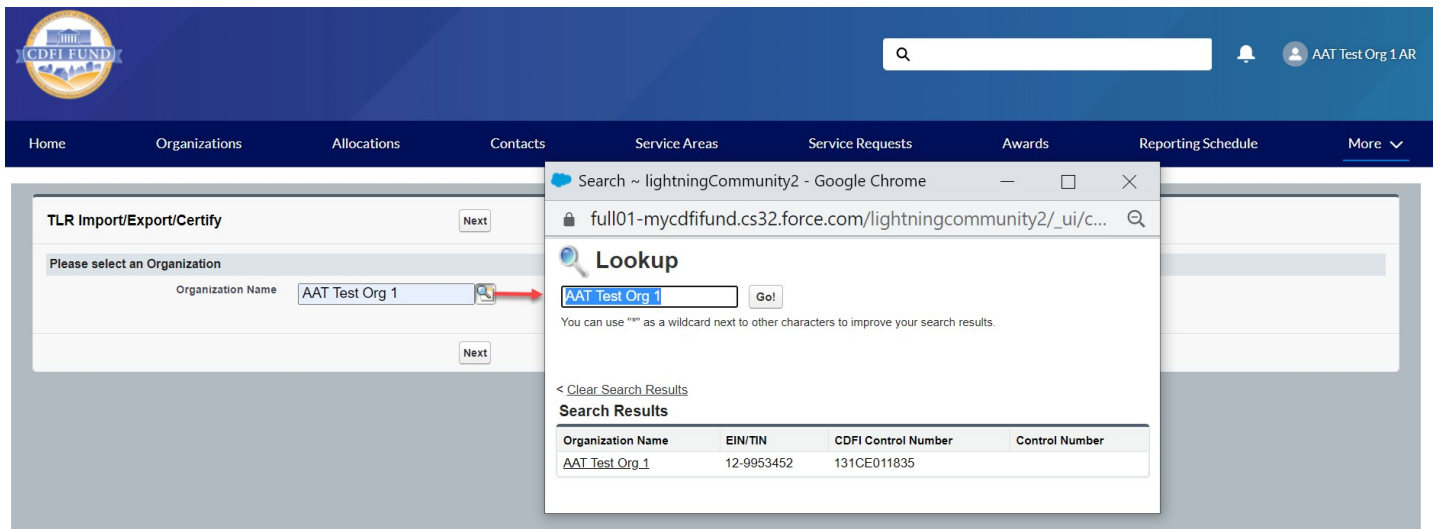 CDFI FUND
AAT Test Org 1 AR
Home Organizations Allocations Contacts Service Areas Service Requests Awards Reporting Schedule More
TLR Import/Export/Certify
Next
Please select an Organization
Organization Name AAT Test Org 1
Next
Search ~ lightningCommunity2 - Google Chrome
full01-mycdfifund.cs32.force.com/lightningcommunity2/_ui/c...
Lookup
AAT Test Org 1 Go!
You can use "*" as a wildcard next to other characters to improve your search results.
< Clear Search Results
Search Results
Organization Name EIN/TIN CDFI Control Number Control Number
AAT Test Org 1 12-9953452 131CE011835